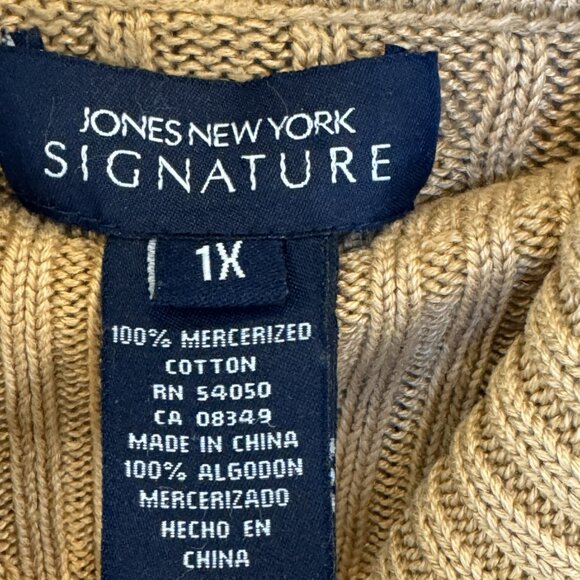 JONES NEW YORK
SIGNATURE
1X
100% MERCERIZED
COTTON
RN 54050
CA 08349
MADE IN CHINA
100% ALGODON
MERCERIZADO
HECHO EN
CHINA